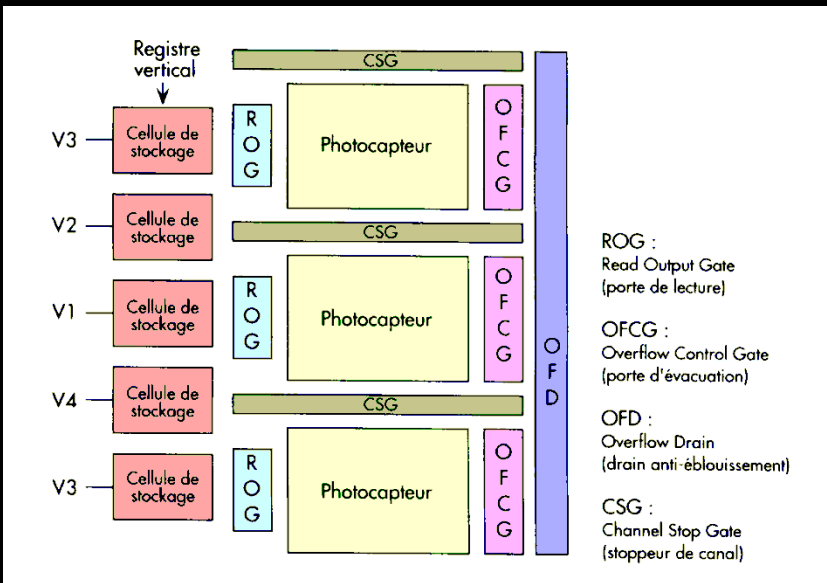 Registre
vertical
CSG
V3
Cellule de
stockage
R
O
G
Photocapteur
O
F
C
G
V2
Cellule de
stockage
CSG
V1
Cellule de
stockage
R
O
G
Photocapteur
O
F
C
G
V4
Cellule de
stockage
CSG
V3
Cellule de
stockage
R
O
G
Photocapteur
O
F
C
G
O
F
D
ROG :
Read Output Gate
(porte de lecture)
OFCG :
Overflow Control Gate
(porte d'évacuation)
OFD :
Overflow Drain
(drain anti-éblouissement)
CSG :
Channel Stop Gate
(stoppeur de canal)